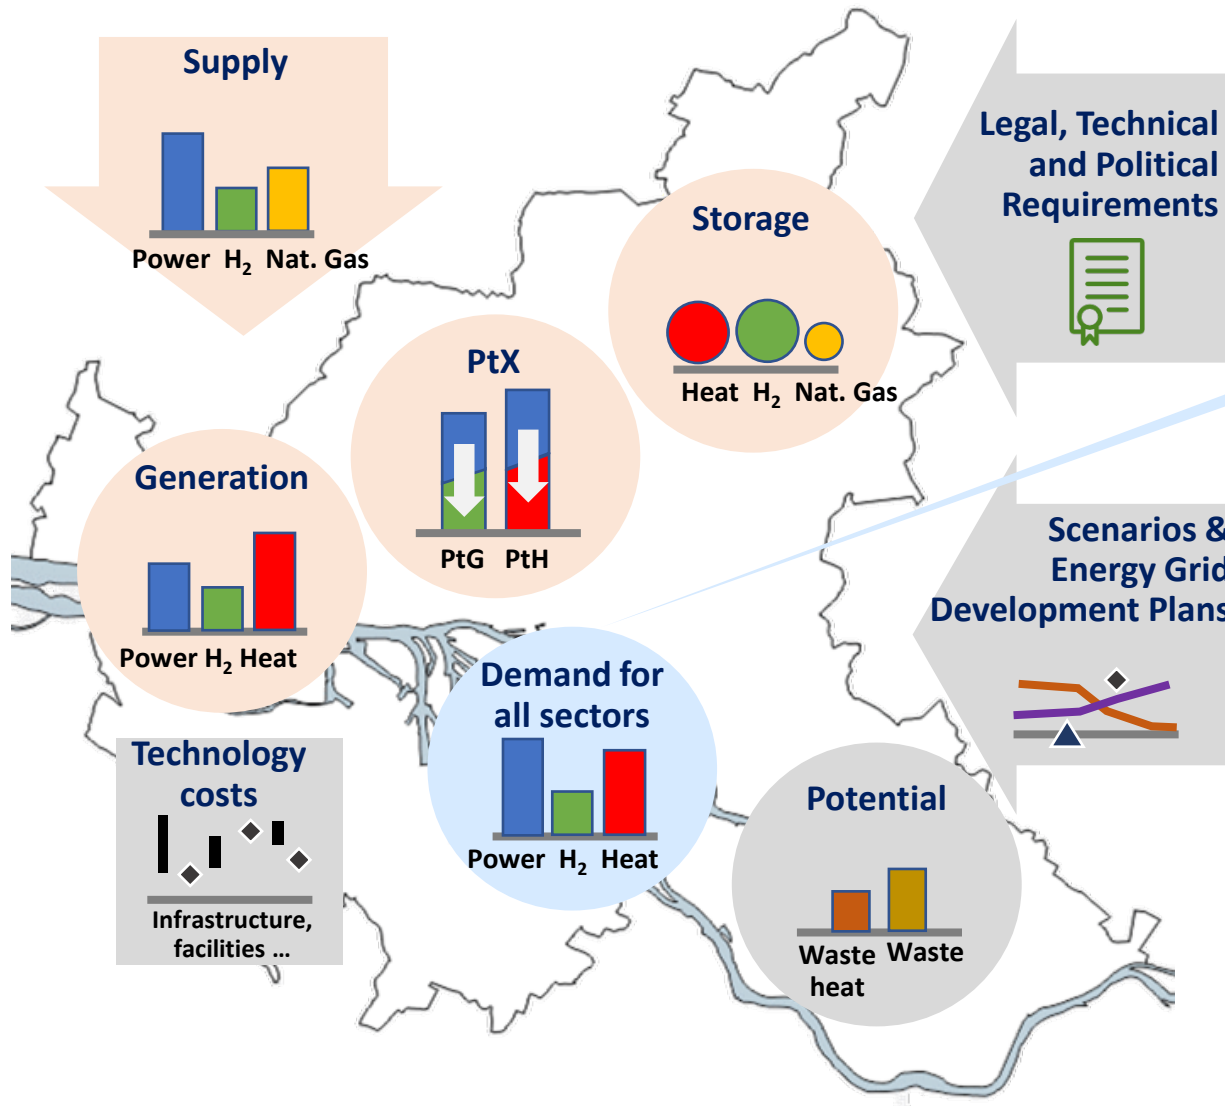 Supply
Power H₂ Nat. Gas
Legal, Technical
and Political
Requirements
Storage
Heat H₂ Nat. Gas
PtX
PtG PtH
Generation
Power H₂ Heat
Scenarios &
Energy Grid
Development Plans
Demand for
all sectors
Power H₂ Heat
Technology
costs
Infrastructure,
facilities ...
Potential
Waste Waste
heat